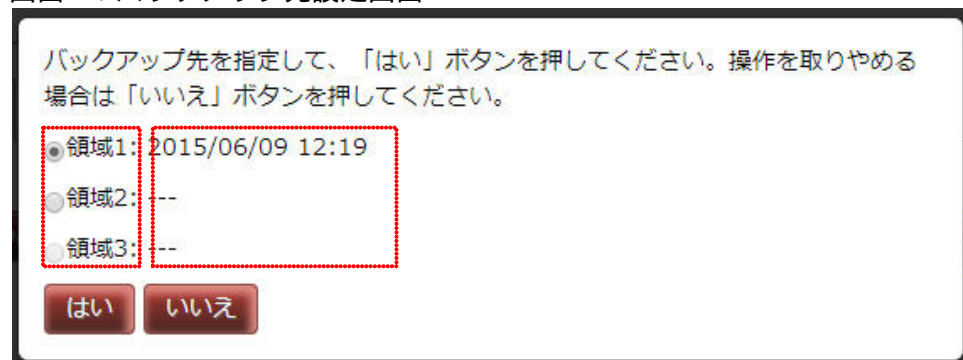 バックアップ先を指定して、「はい」ボタンを押してください。操作を取りやめる
場合は「いいえ」ボタンを押してください。
領域1: 2015/06/09 12:19
領域2: ---
領域3: ---
はい いいえ